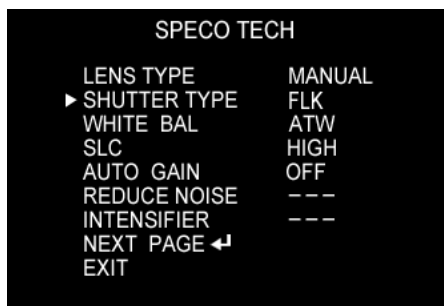 SPECO TECH
LENS TYPE MANUAL
▶ SHUTTER TYPE FLK
WHITE BAL ATW
SLC HIGH
AUTO GAIN OFF
REDUCE NOISE ---
INTENSIFIER ---
NEXT PAGE ↵
EXIT